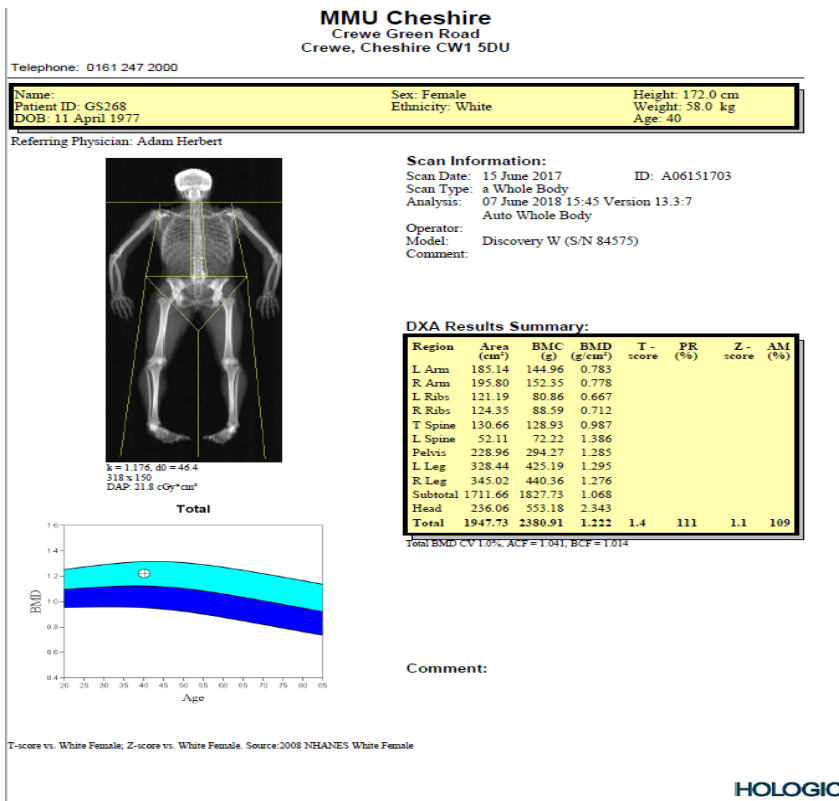 MMU Cheshire
Crewe Green Road
Crewe, Cheshire CW1 5DU
Telephone: 0161 247 2000
Name: Sex: Female Height: 172.0 cm
Patient ID: GS268 Ethnicity: White Weight: 58.0 kg
DOB: 11 April 1977 Age: 40
Referring Physician: Adam Herbert
Scan Information:
Scan Date: 15 June 2017 ID: A06151703
Scan Type: a Whole Body
Analysis: 07 June 2018 15:45 Version 13.3:7
Auto Whole Body
Operator:
Model: Discovery W (S/N 84575)
Comment:
k = 1.176, d0 = 46.4
318 x 150
DAP: 21.8 cGy*cm²
DXA Results Summary:
Region Area BMC BMD T - PR Z - AM
(cm²) (g) (g/cm²) score (%) score (%)
L Arm 185.14 144.96 0.783
R Arm 195.80 152.35 0.778
L Ribs 121.19 80.86 0.667
R Ribs 124.35 88.59 0.712
T Spine 130.66 128.93 0.987
L Spine 52.11 72.22 1.386
Pelvis 228.96 294.27 1.285
L Leg 328.44 425.19 1.295
R Leg 345.02 440.36 1.276
Subtotal 1711.66 1827.73 1.068
Head 236.06 553.18 2.343
Total 1947.73 2380.91 1.222 1.4 111 1.1 109
Total BMD CV 1.0%, ACF = 1.041, BCF = 1.014
Total
1.6
1.4
1.2
1.0
0.8
0.6
0.4
BMD
20 25 30 35 40 45 50 55 60 65 70 75 80 85
Age
Comment:
T-score vs. White Female; Z-score vs. White Female. Source:2008 NHANES White Female
HOLOGIC